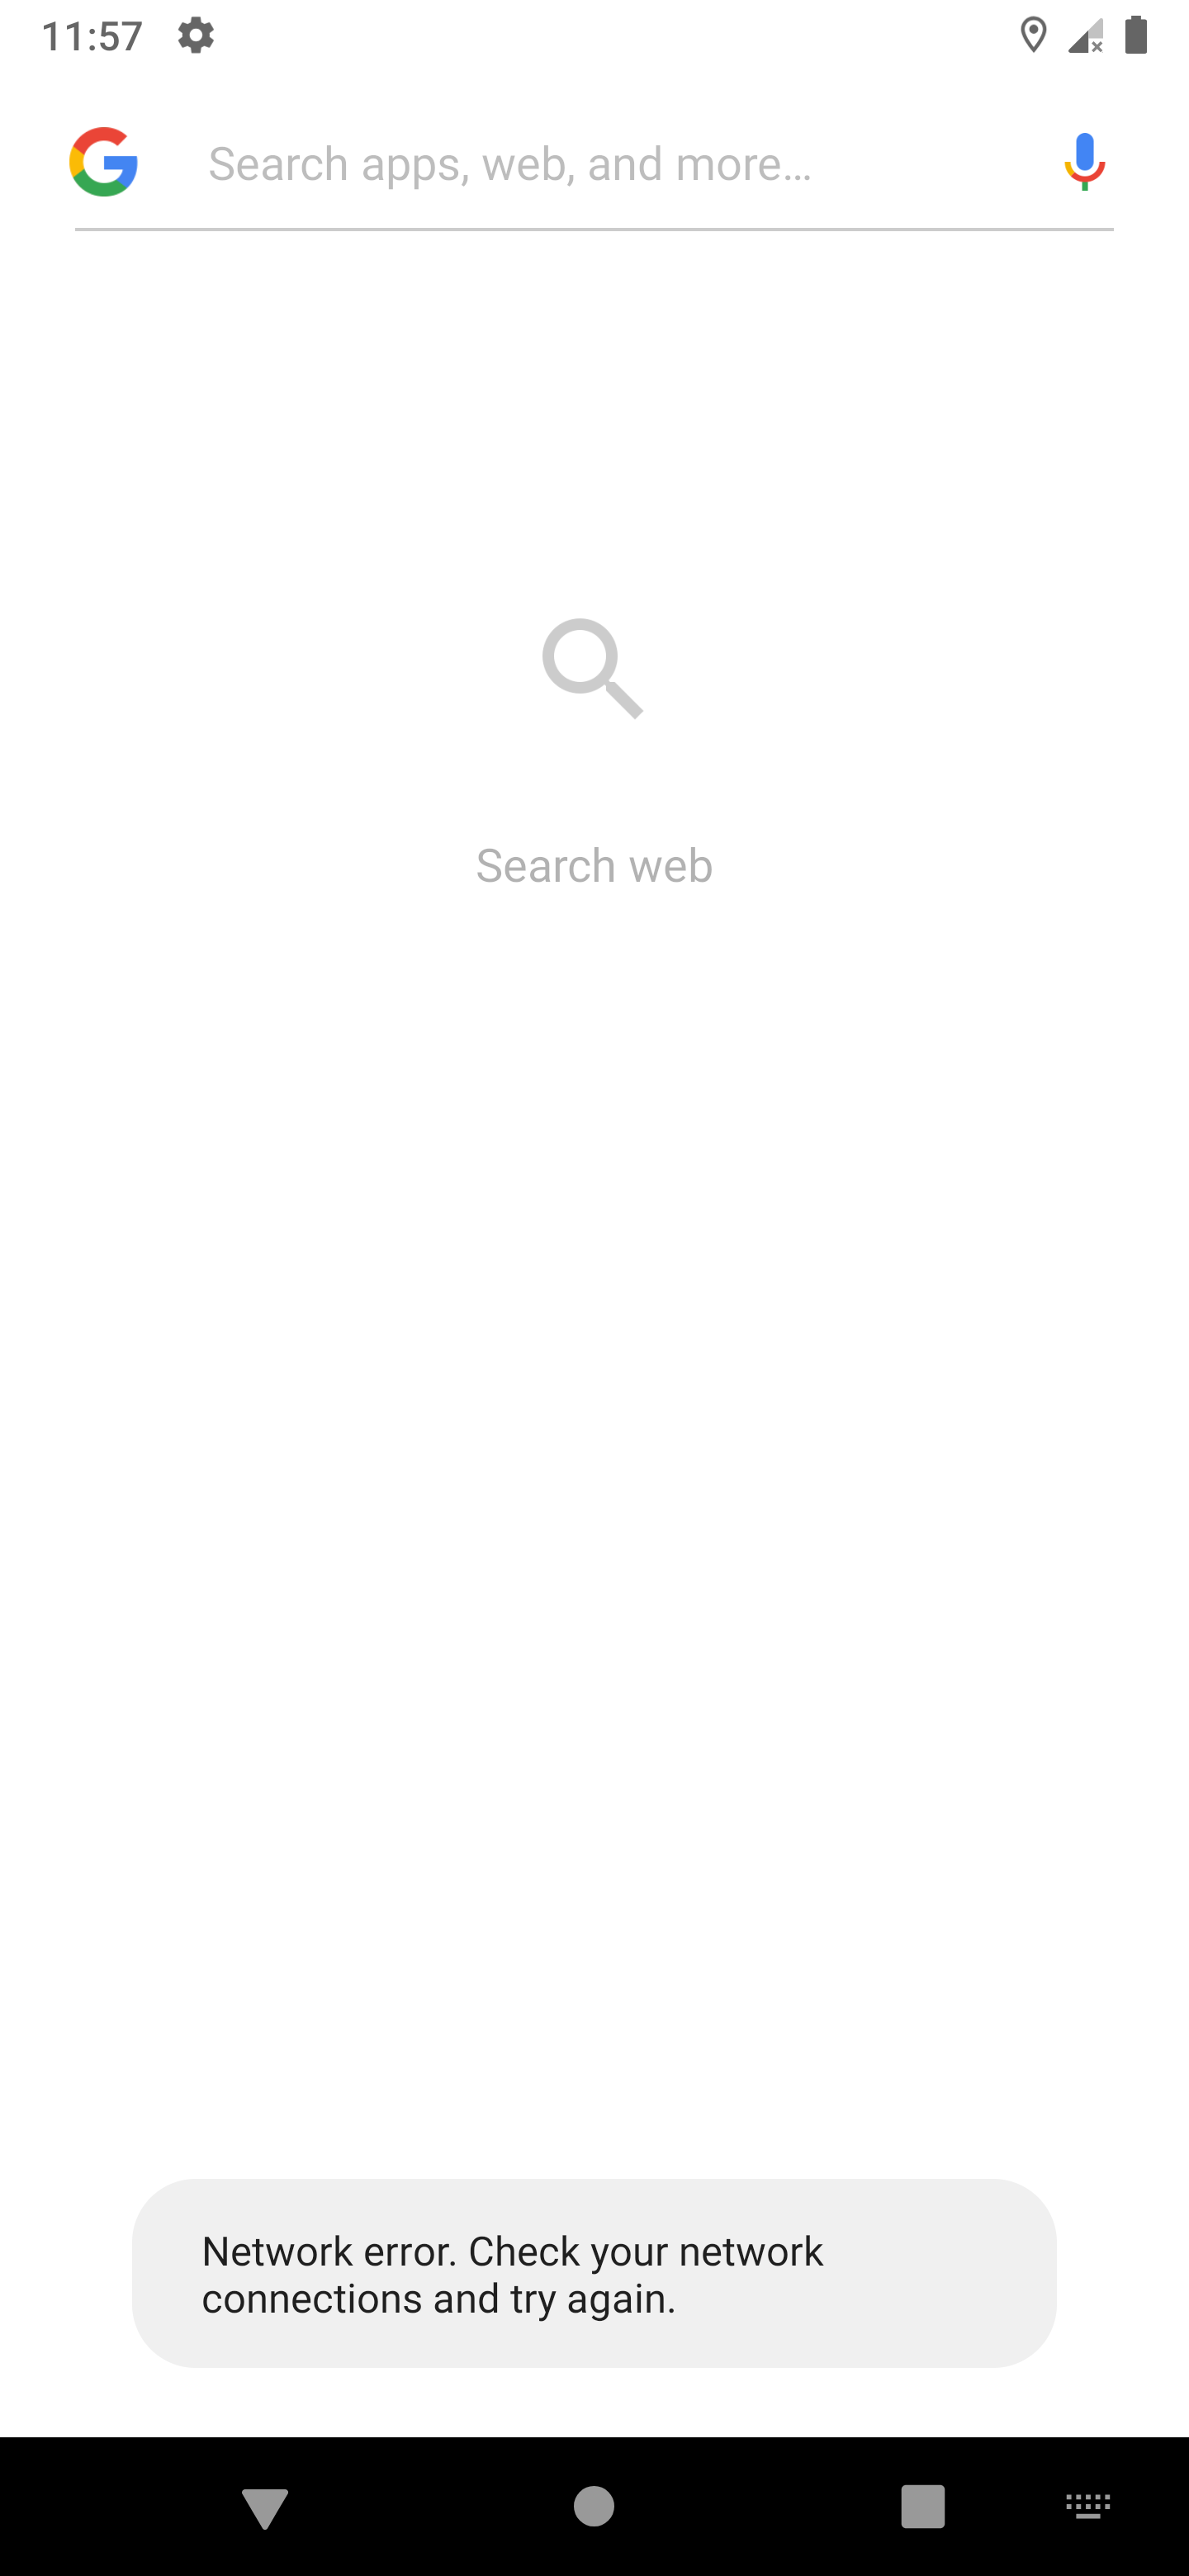 11:57
Search apps, web, and more…
Search web
Network error. Check your network
connections and try again.